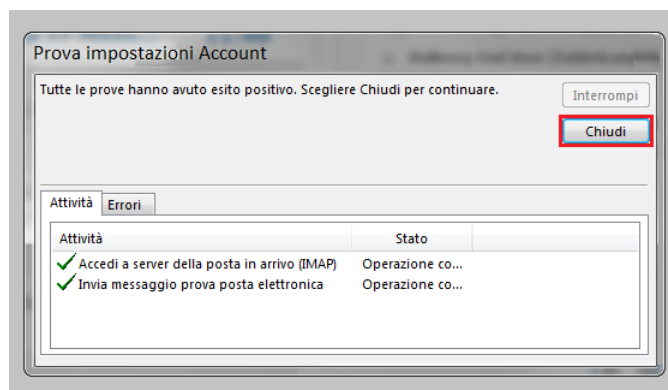 Prova impostazioni Account
Tutte le prove hanno avuto esito positivo. Scegliere Chiudi per continuare.
Interrompi
Chiudi
Attività Errori
Attività Stato
Accedi a server della posta in arrivo (IMAP) Operazione co...
Invia messaggio prova posta elettronica Operazione co...